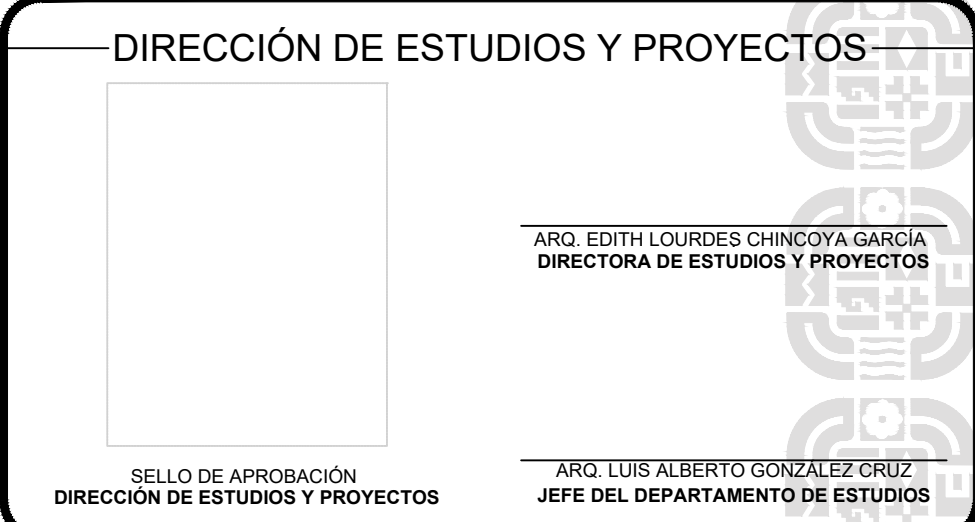 DIRECCIÓN DE ESTUDIOS Y PROYECTOS
ARQ. EDITH LOURDES CHINCOYA GARCÍA
DIRECTORA DE ESTUDIOS Y PROYECTOS
ARQ. LUIS ALBERTO GONZÁLEZ CRUZ
JEFE DEL DEPARTAMENTO DE ESTUDIOS
SELLO DE APROBACIÓN
DIRECCIÓN DE ESTUDIOS Y PROYECTOS